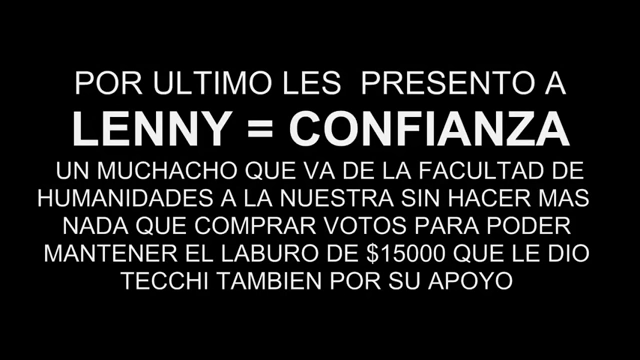 POR ULTIMO LES PRESENTO A
LENNY = CONFIANZA
UN MUCHACHO QUE VA DE LA FACULTAD DE
HUMANIDADES A LA NUESTRA SIN HACER MAS
NADA QUE COMPRAR VOTOS PARA PODER
MANTENER EL LABURO DE $15000 QUE LE DIO
TECCHI TAMBIEN POR SU APOYO